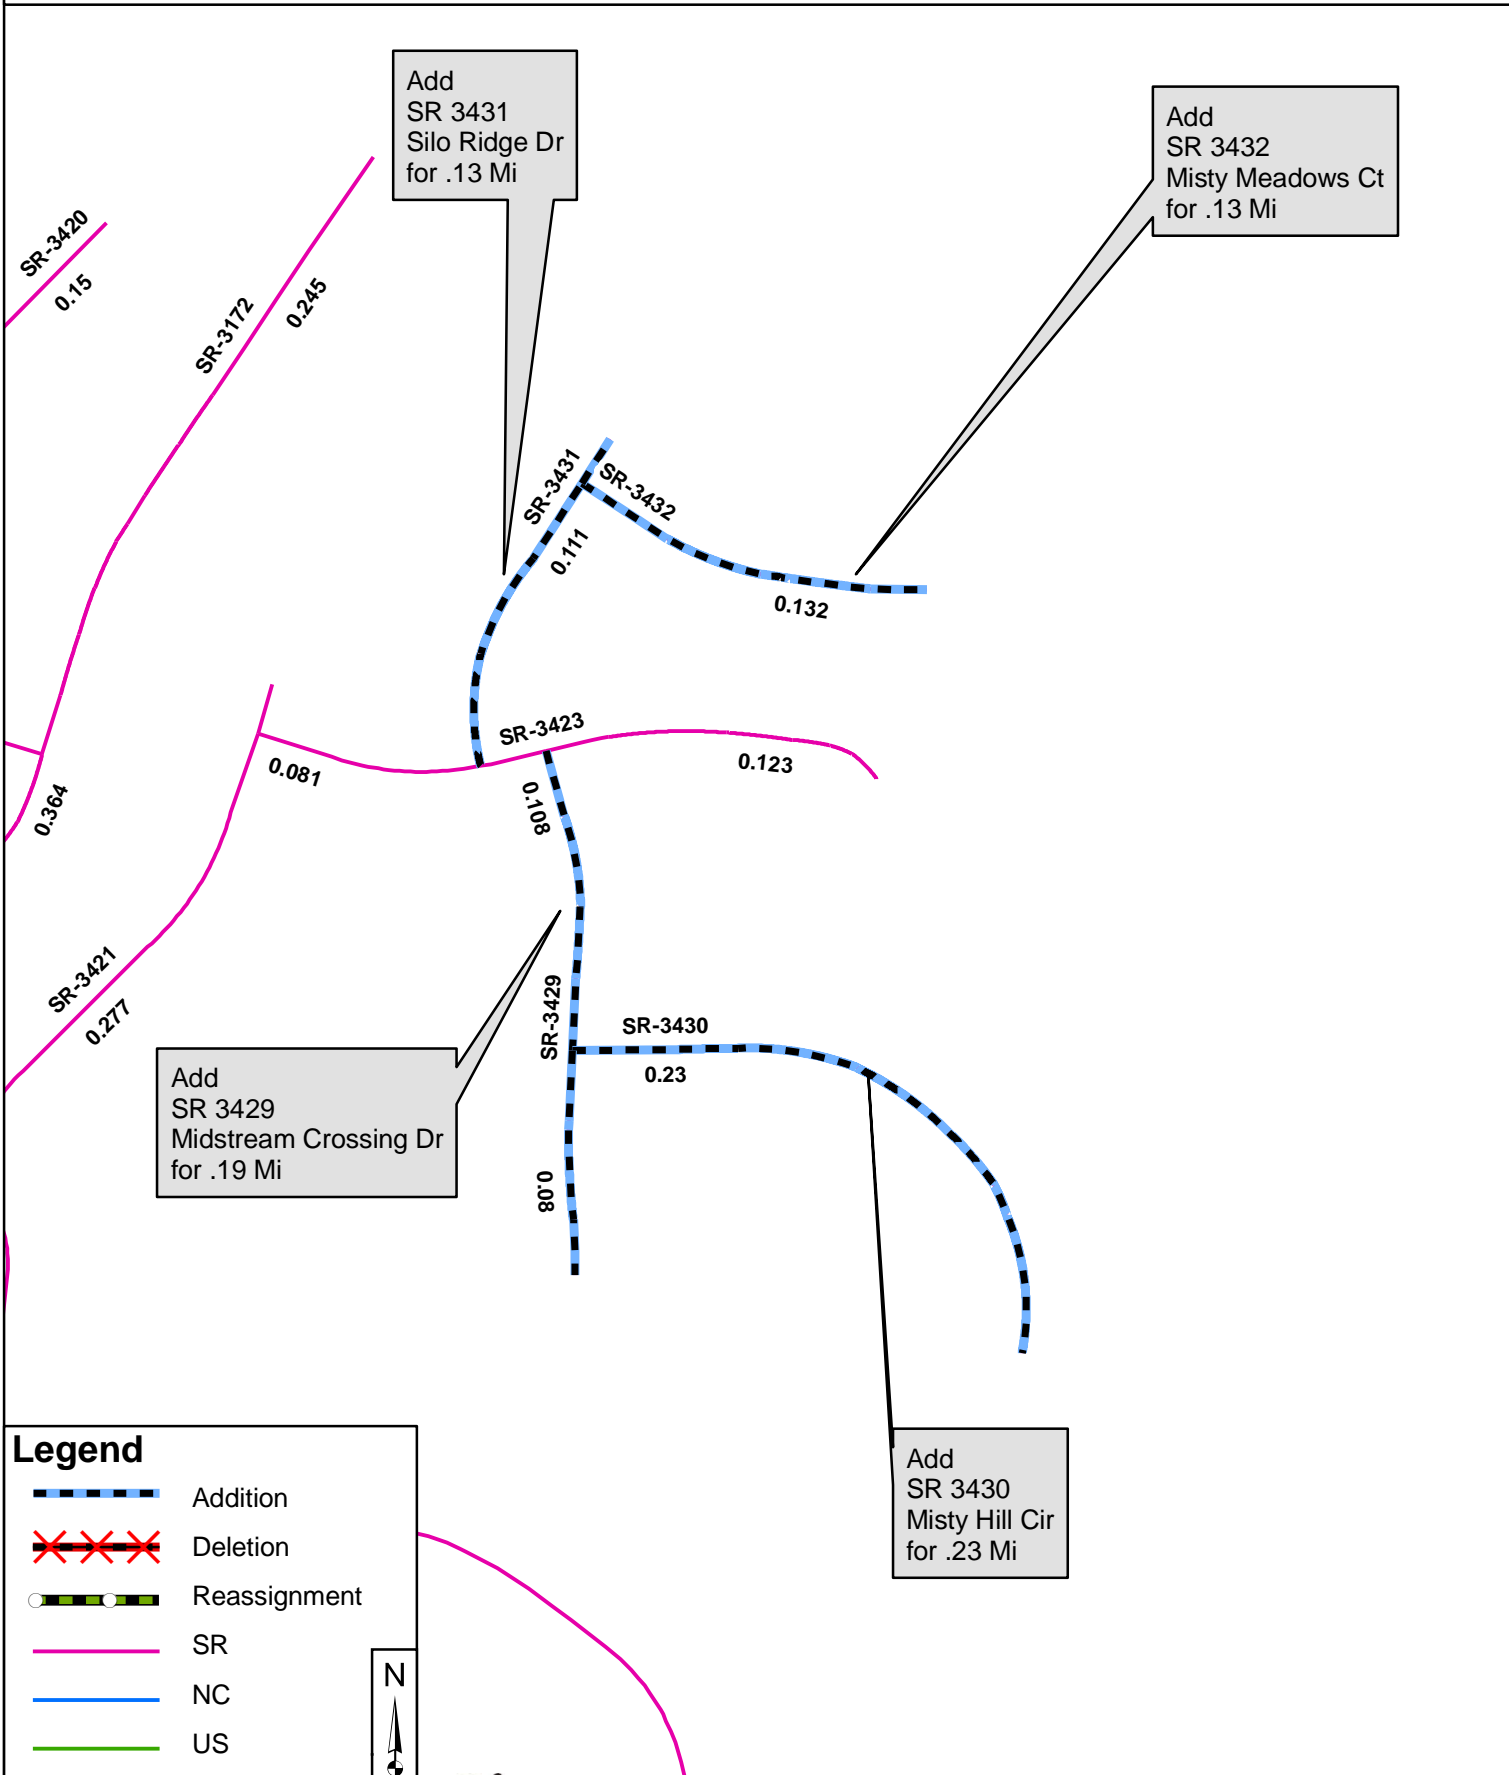 Add
SR 3431
Silo Ridge Dr
for .13 Mi
Add
SR 3432
Misty Meadows Ct
for .13 Mi
SR-3420
0.15
SR-3172
0.245
SR-3431
0.111
SR-3432
0.132
SR-3423
0.081
0.123
0.364
0.108
SR-3421
0.277
SR-3429
SR-3430
0.23
0.08
Add
SR 3429
Midstream Crossing Dr
for .19 Mi
Add
SR 3430
Misty Hill Cir
for .23 Mi
Legend
Addition
Deletion
Reassignment
SR
NC
US
N